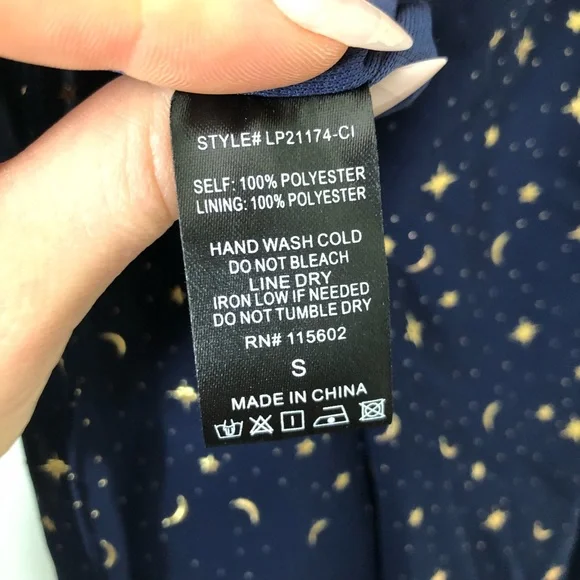 STYLE# LP21174-CI
SELF: 100% POLYESTER
LINING: 100% POLYESTER
HAND WASH COLD
DO NOT BLEACH
LINE DRY
IRON LOW IF NEEDED
DO NOT TUMBLE DRY
RN# 115602
S
MADE IN CHINA